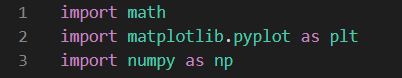 1 import math
2 import matplotlib.pyplot as plt
3 import numpy as np